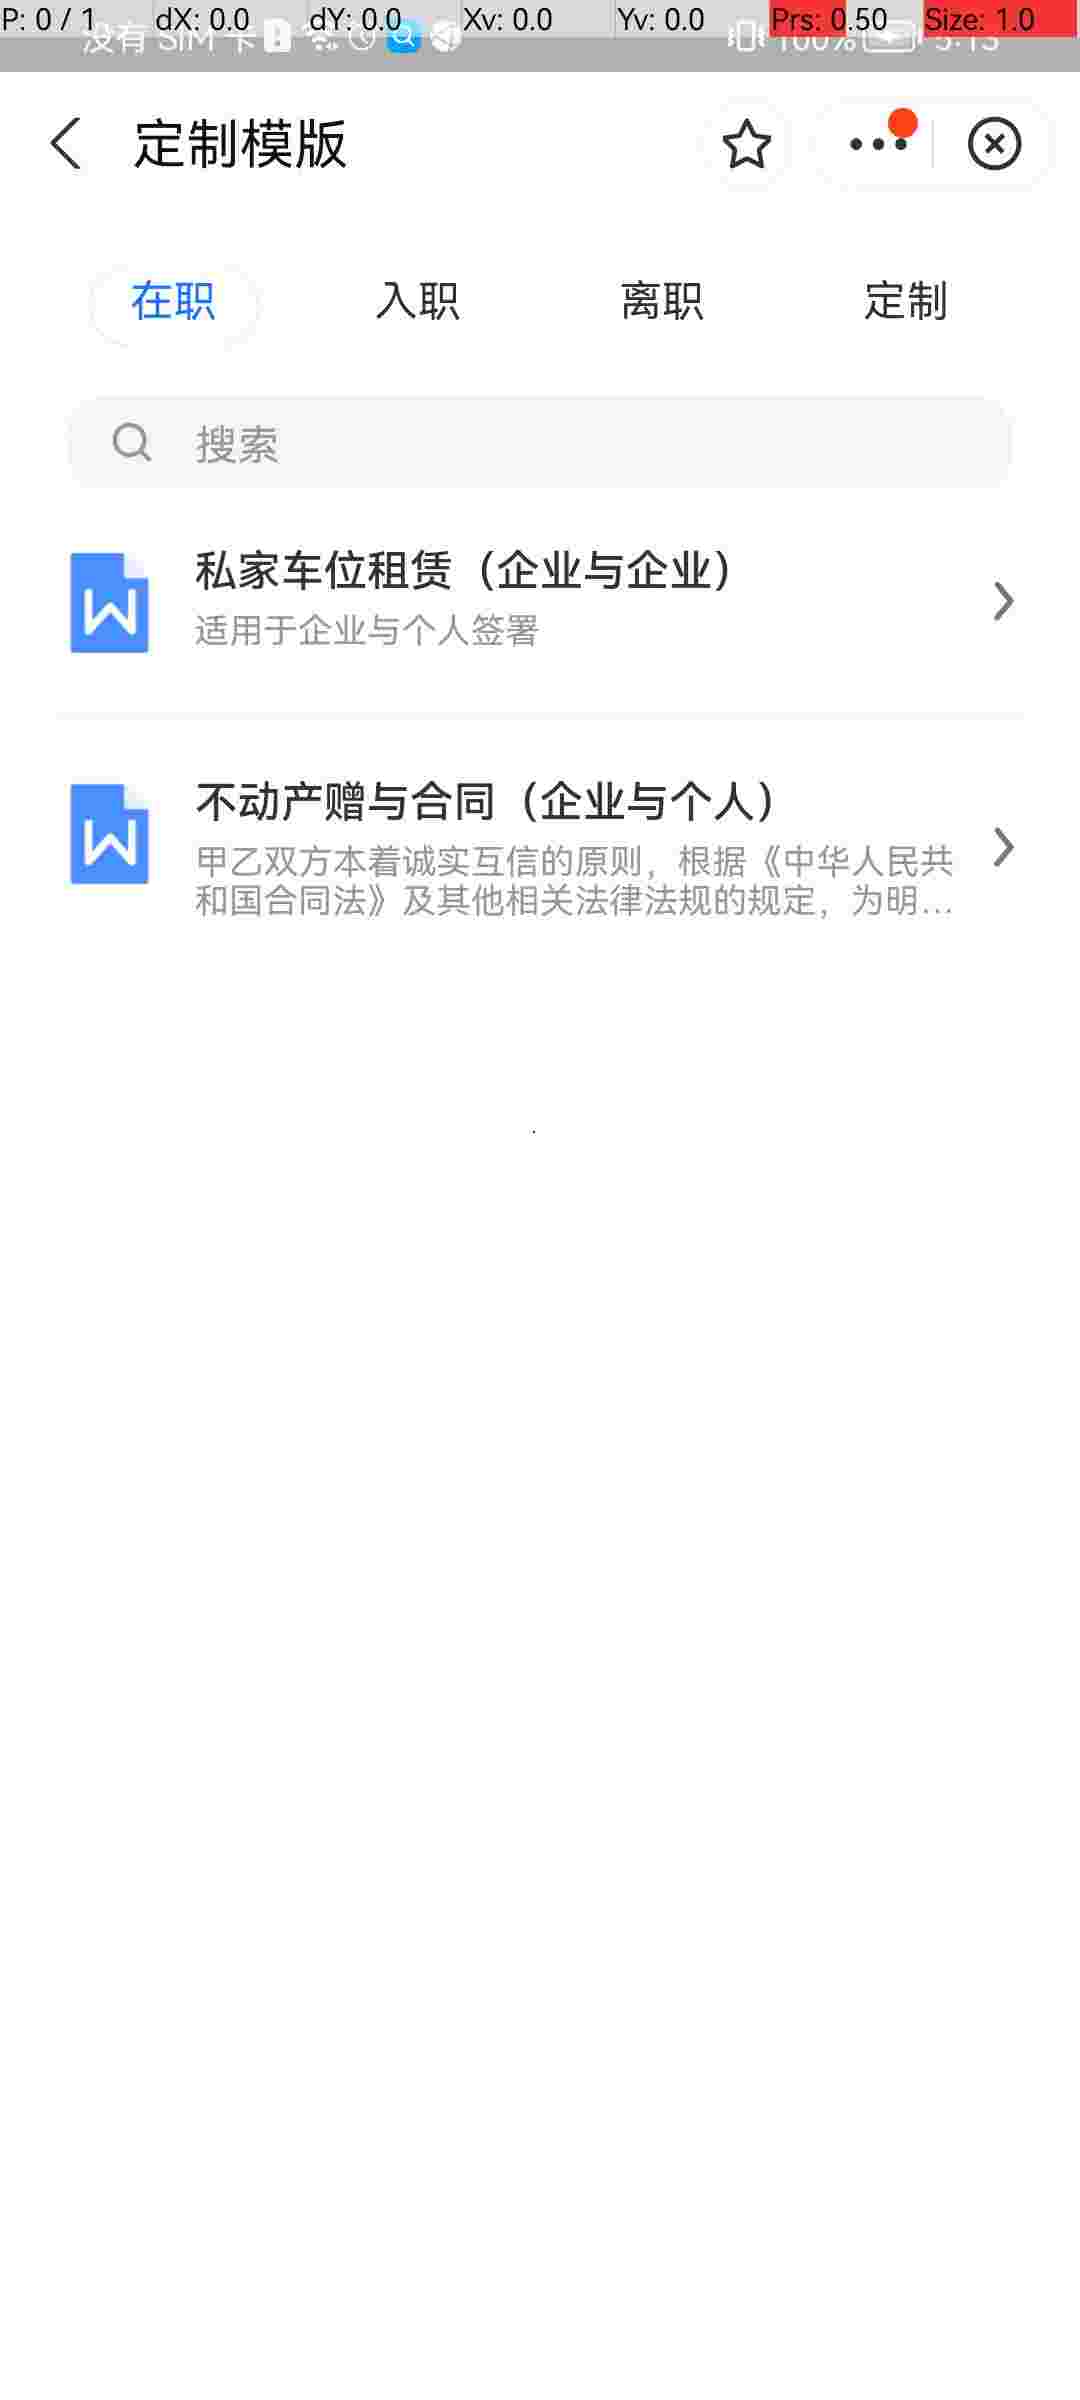 P: 0 / 1 dX: 0.0 dY: 0.0 Xv: 0.0 Yv: 0.0 Prs: 0.50 Size: 1.0
没有 SIM 卡 100% 5:13
定制模版
在职 入职 离职 定制
搜索
私家车位租赁（企业与企业）
适用于企业与个人签署
不动产赠与合同（企业与个人）
甲乙双方本着诚实互信的原则，根据《中华人民共
和国合同法》及其他相关法律法规的规定，为明...